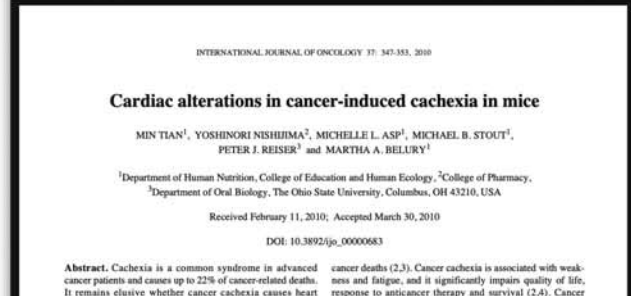 INTERNATIONAL JOURNAL OF ONCOLOGY 37: 347-353, 2010
Cardiac alterations in cancer-induced cachexia in mice
MIN TIAN1, YOSHINORI NISHIJIMA2, MICHELLE L. ASP1, MICHAEL B. STOUT1,
PETER J. REISER3 and MARTHA A. BELURY1
1Department of Human Nutrition, College of Education and Human Ecology, 2College of Pharmacy,
3Department of Oral Biology, The Ohio State University, Columbus, OH 43210, USA
Received February 11, 2010; Accepted March 30, 2010
DOI: 10.3892/ijo_00000683
Abstract. Cachexia is a common syndrome in advanced
cancer patients and causes up to 22% of cancer-related deaths.
It remains elusive whether cancer cachexia causes heart
cancer deaths (2,3). Cancer cachexia is associated with weak-
ness and fatigue, and it significantly impairs quality of life,
response to anticancer therapy and survival (2,4). Cancer